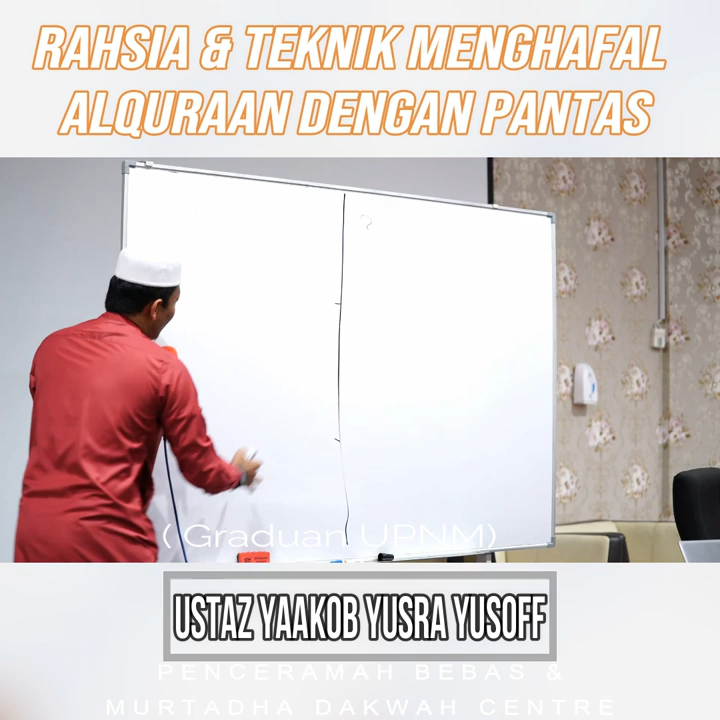 RAHSIA & TEKNIK MENGHAFAL
ALQURAAN DENGAN PANTAS
( Graduan UPNM)
USTAZ YAAKOB YUSRA YUSOFF
PENCERAMAH BEBAS &
MURTADHA DAKWAH CENTRE